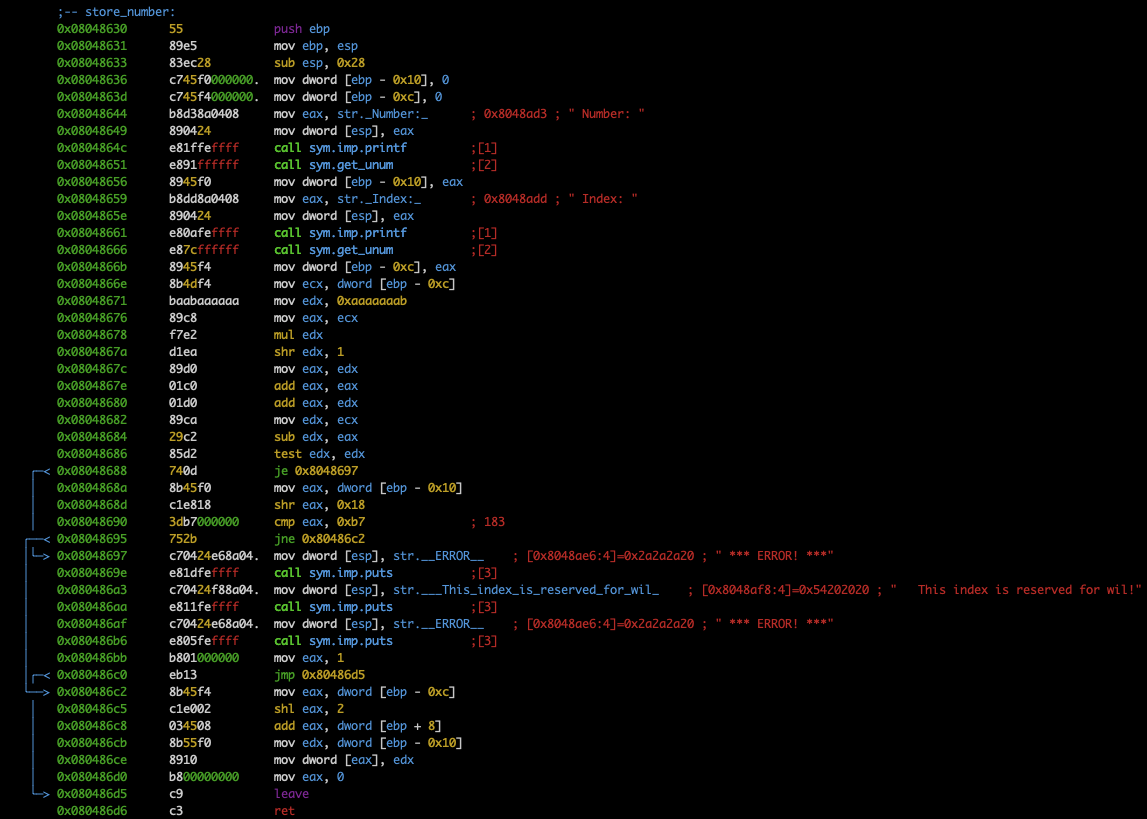 ;-- store_number:
0x08048630 55 push ebp
0x08048631 89e5 mov ebp, esp
0x08048633 83ec28 sub esp, 0x28
0x08048636 c745f0000000. mov dword [ebp - 0x10], 0
0x0804863d c745f4000000. mov dword [ebp - 0xc], 0
0x08048644 b8d38a0408 mov eax, str._Number:_ ; 0x8048ad3 ; " Number: "
0x08048649 890424 mov dword [esp], eax
0x0804864c e81ffeffff call sym.imp.printf ;[1]
0x08048651 e891ffffff call sym.get_unum ;[2]
0x08048656 8945f0 mov dword [ebp - 0x10], eax
0x08048659 b8dd8a0408 mov eax, str._Index:_ ; 0x8048add ; " Index: "
0x0804865e 890424 mov dword [esp], eax
0x08048661 e80afeffff call sym.imp.printf ;[1]
0x08048666 e87cffffff call sym.get_unum ;[2]
0x0804866b 8945f4 mov dword [ebp - 0xc], eax
0x0804866e 8b4df4 mov ecx, dword [ebp - 0xc]
0x08048671 baabaaaaaa mov edx, 0xaaaaaaab
0x08048676 89c8 mov eax, ecx
0x08048678 f7e2 mul edx
0x0804867a d1ea shr edx, 1
0x0804867c 89d0 mov eax, edx
0x0804867e 01c0 add eax, eax
0x08048680 01d0 add eax, edx
0x08048682 89ca mov edx, ecx
0x08048684 29c2 sub edx, eax
0x08048686 85d2 test edx, edx
0x08048688 740d je 0x8048697
0x0804868a 8b45f0 mov eax, dword [ebp - 0x10]
0x0804868d c1e818 shr eax, 0x18
0x08048690 3db7000000 cmp eax, 0xb7 ; 183
0x08048695 752b jne 0x80486c2
0x08048697 c70424e68a04. mov dword [esp], str.__ERROR__ ; [0x8048ae6:4]=0x2a2a2a20 ; " *** ERROR! ***"
0x0804869e e81dfeffff call sym.imp.puts ;[3]
0x080486a3 c70424f88a04. mov dword [esp], str.___This_index_is_reserved_for_wil_ ; [0x8048af8:4]=0x54202020 ; "   This index is reserved for wil!"
0x080486aa e811feffff call sym.imp.puts ;[3]
0x080486af c70424e68a04. mov dword [esp], str.__ERROR__ ; [0x8048ae6:4]=0x2a2a2a20 ; " *** ERROR! ***"
0x080486b6 e805feffff call sym.imp.puts ;[3]
0x080486bb b801000000 mov eax, 1
0x080486c0 eb13 jmp 0x80486d5
0x080486c2 8b45f4 mov eax, dword [ebp - 0xc]
0x080486c5 c1e002 shl eax, 2
0x080486c8 034508 add eax, dword [ebp + 8]
0x080486cb 8b55f0 mov edx, dword [ebp - 0x10]
0x080486ce 8910 mov dword [eax], edx
0x080486d0 b800000000 mov eax, 0
0x080486d5 c9 leave
0x080486d6 c3 ret